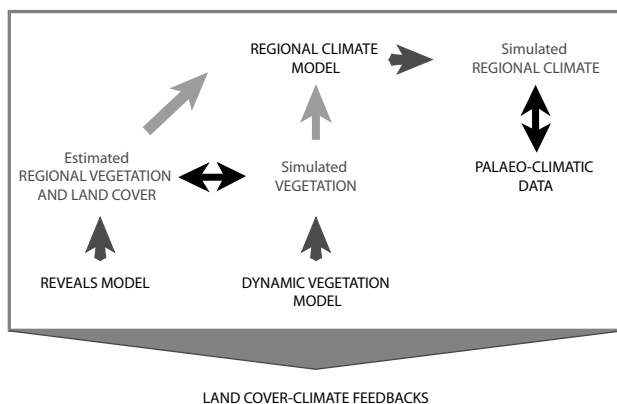 REGIONAL CLIMATE
MODEL
Simulated
REGIONAL CLIMATE
Estimated
REGIONAL VEGETATION
AND LAND COVER
Simulated
VEGETATION
PALAEO-CLIMATIC
DATA
REVEALS MODEL
DYNAMIC VEGETATION
MODEL
LAND COVER-CLIMATE FEEDBACKS